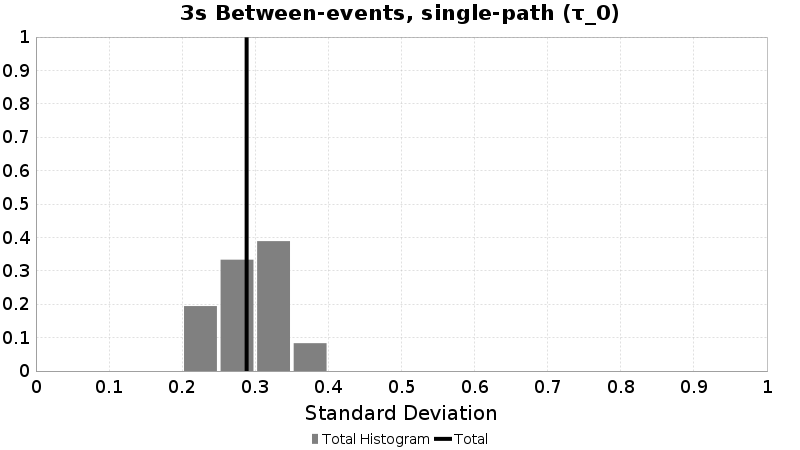 3s Between-events, single-path (τ_0)
1
0.9
0.8
0.7
0.6
0.5
0.4
0.3
0.2
0.1
0
0 0.1 0.2 0.3 0.4 0.5 0.6 0.7 0.8 0.9 1
Standard Deviation
Total Histogram Total